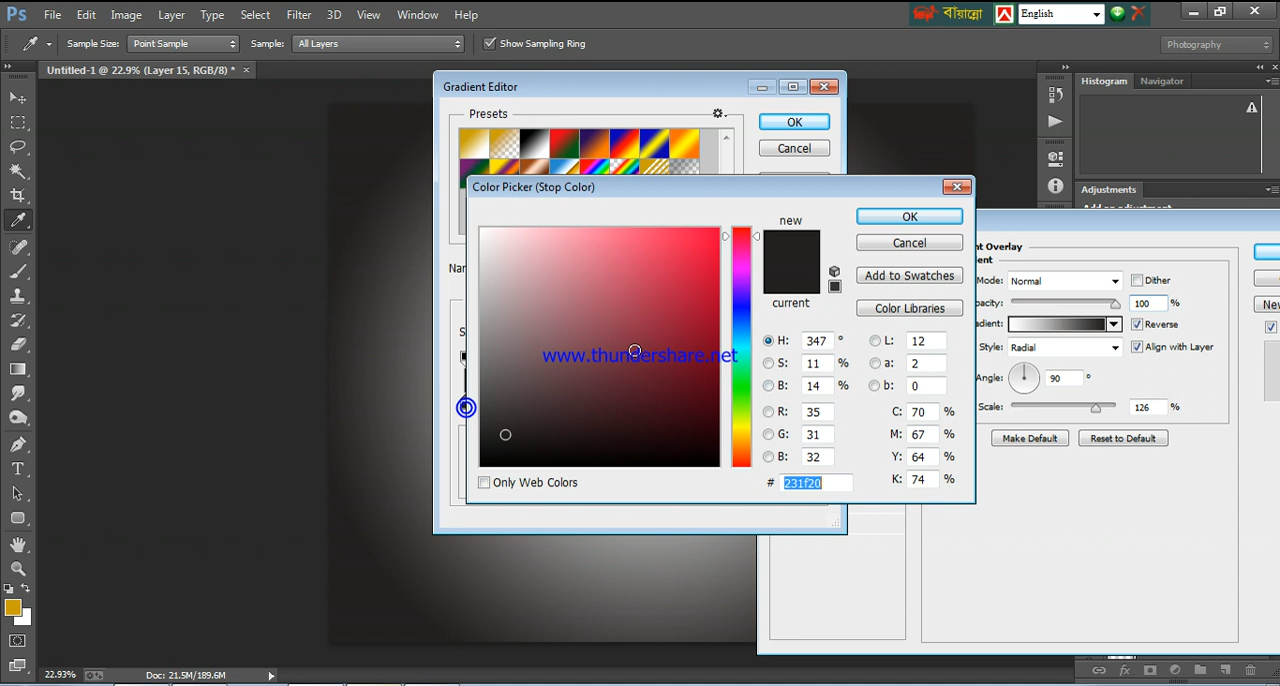 Ps File Edit Image Layer Type Select Filter 3D View Window Help
বায়ান্নো English
Sample Size: Point Sample Sample: All Layers Show Sampling Ring Photography
Untitled-1 @ 22.9% (Layer 15, RGB/8) *
Histogram Navigator
Gradient Editor
Presets
OK
Cancel
Adjustments
Color Picker (Stop Color)
new
current
OK
Cancel
Add to Swatches
Color Libraries
H: 347 °
S: 11 %
B: 14 %
R: 35
G: 31
B: 32
L: 12
a: 2
b: 0
C: 70 %
M: 67 %
Y: 64 %
K: 74 %
# 231f20
Only Web Colors
www.thundershare.net
nt Overlay
Mode: Normal Dither
pacity: 100 %
dient: Reverse
Style: Radial Align with Layer
Angle: 90 °
Scale: 126 %
Make Default Reset to Default
22.93% Doc: 21.5M/189.6M